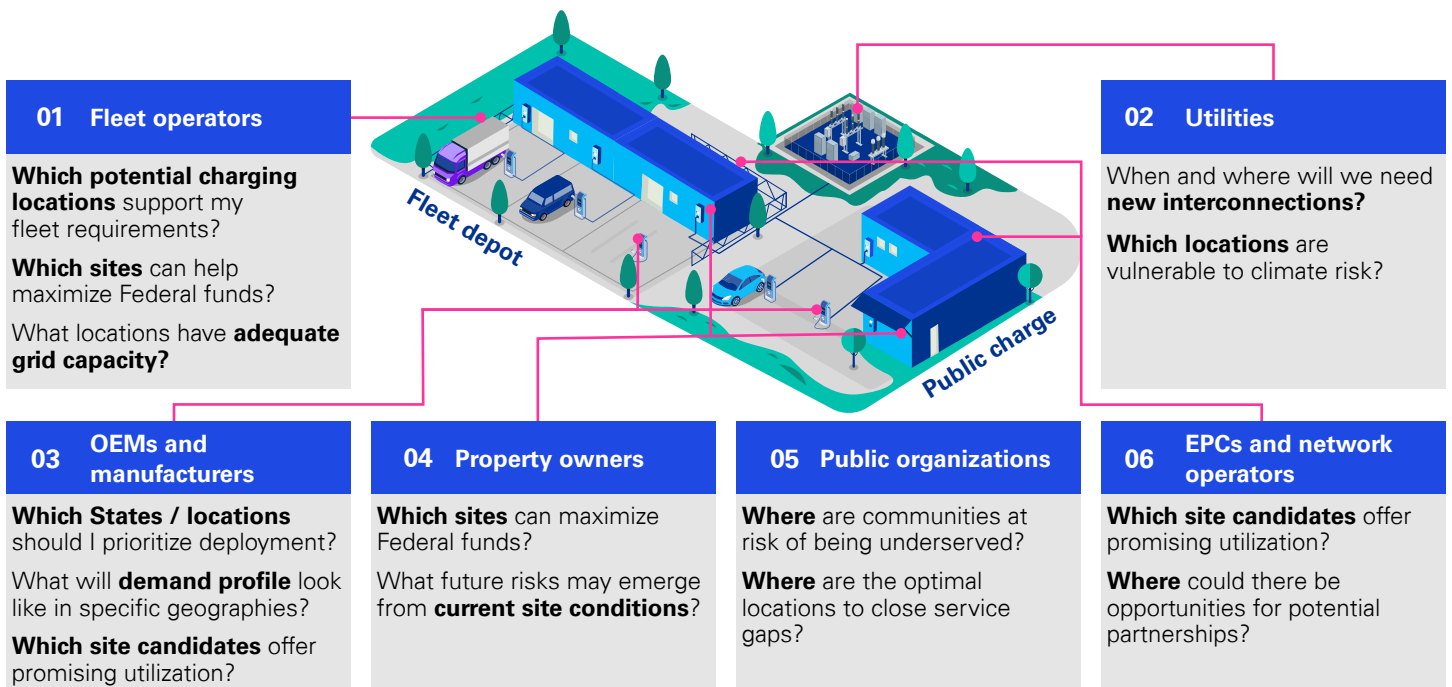 01 Fleet operators
Which potential charging
locations support my
fleet requirements?
Which sites can help
maximize Federal funds?
What locations have adequate
grid capacity?
Fleet depot
Public charge
02 Utilities
When and where will we need
new interconnections?
Which locations are
vulnerable to climate risk?
03 OEMs and
manufacturers
Which States / locations
should I prioritize deployment?
What will demand profile look
like in specific geographies?
Which site candidates offer
promising utilization?
04 Property owners
Which sites can maximize
Federal funds?
What future risks may emerge
from current site conditions?
05 Public organizations
Where are communities at
risk of being underserved?
Where are the optimal
locations to close service
gaps?
06 EPCs and network
operators
Which site candidates offer
promising utilization?
Where could there be
opportunities for potential
partnerships?